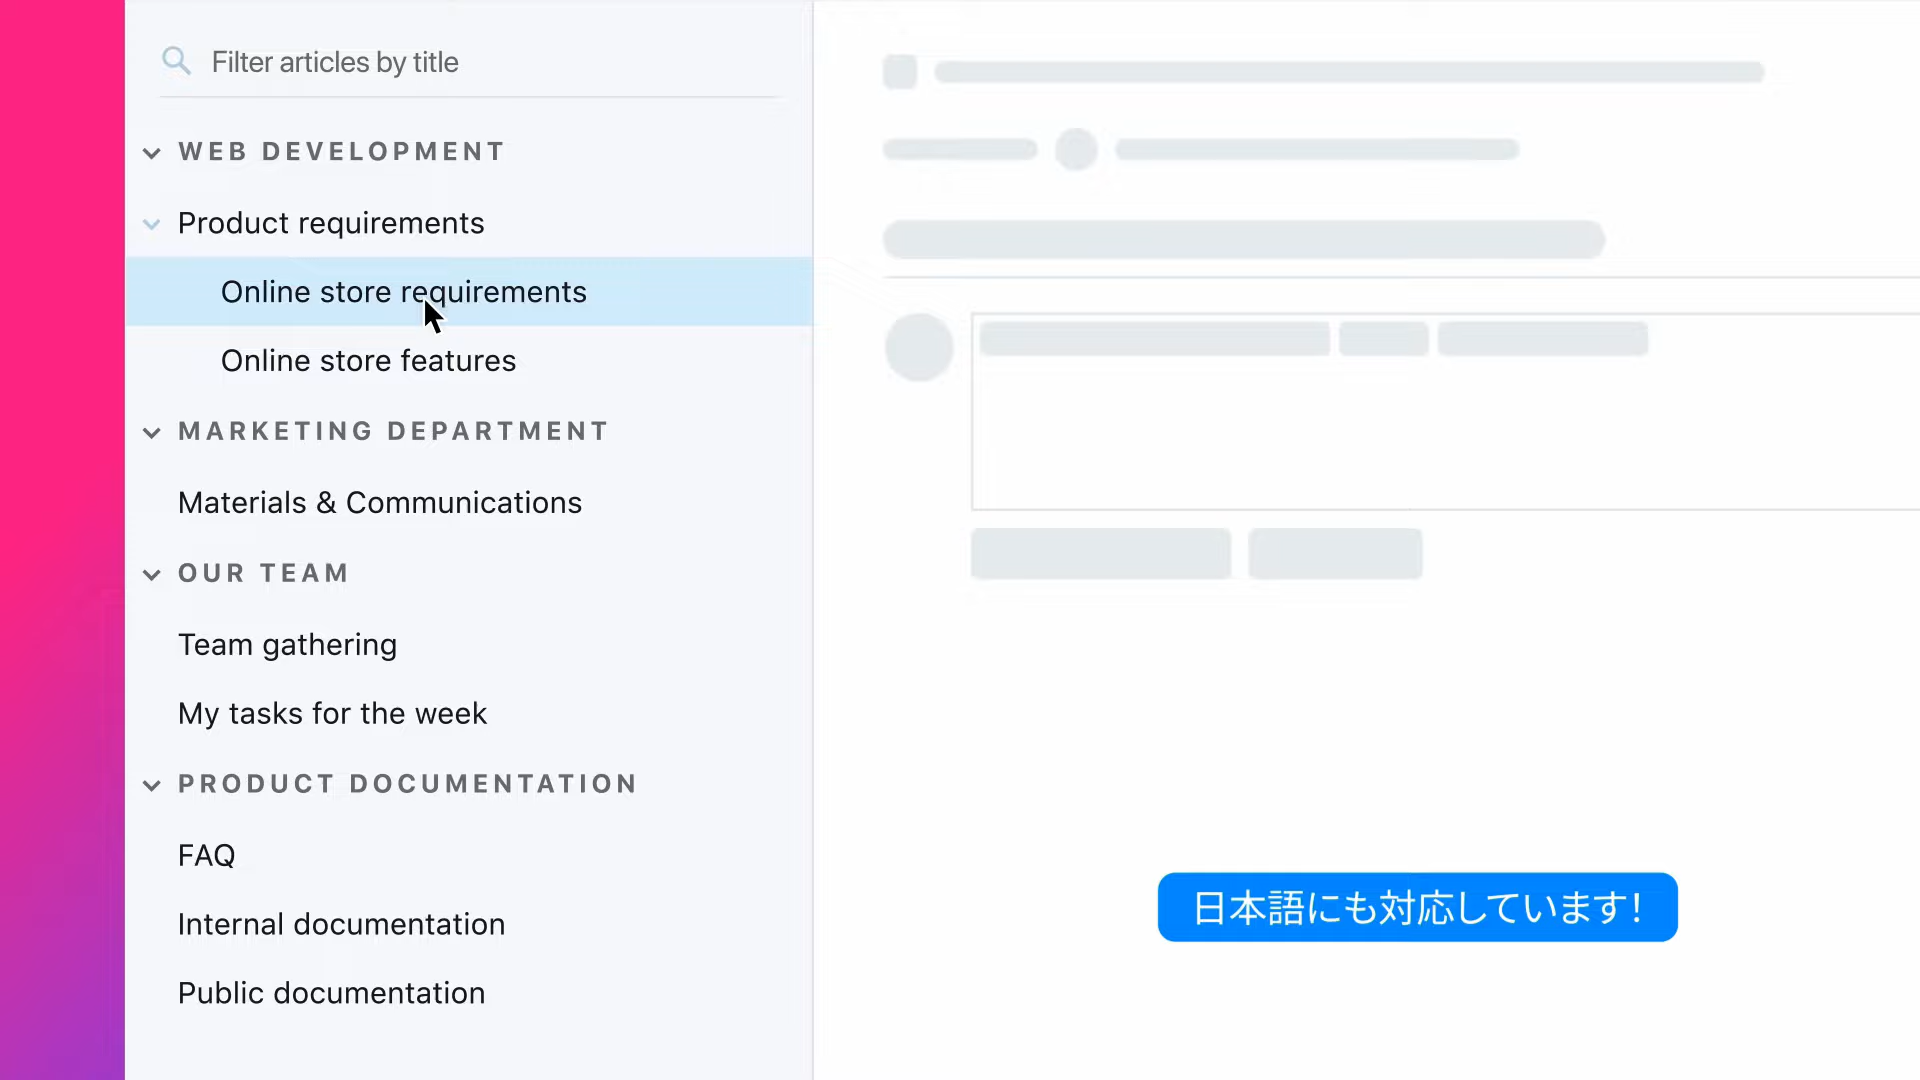 Filter articles by title
WEB DEVELOPMENT
Product requirements
Online store requirements
Online store features
MARKETING DEPARTMENT
Materials & Communications
OUR TEAM
Team gathering
My tasks for the week
PRODUCT DOCUMENTATION
FAQ
Internal documentation
Public documentation
日本語にも対応しています!